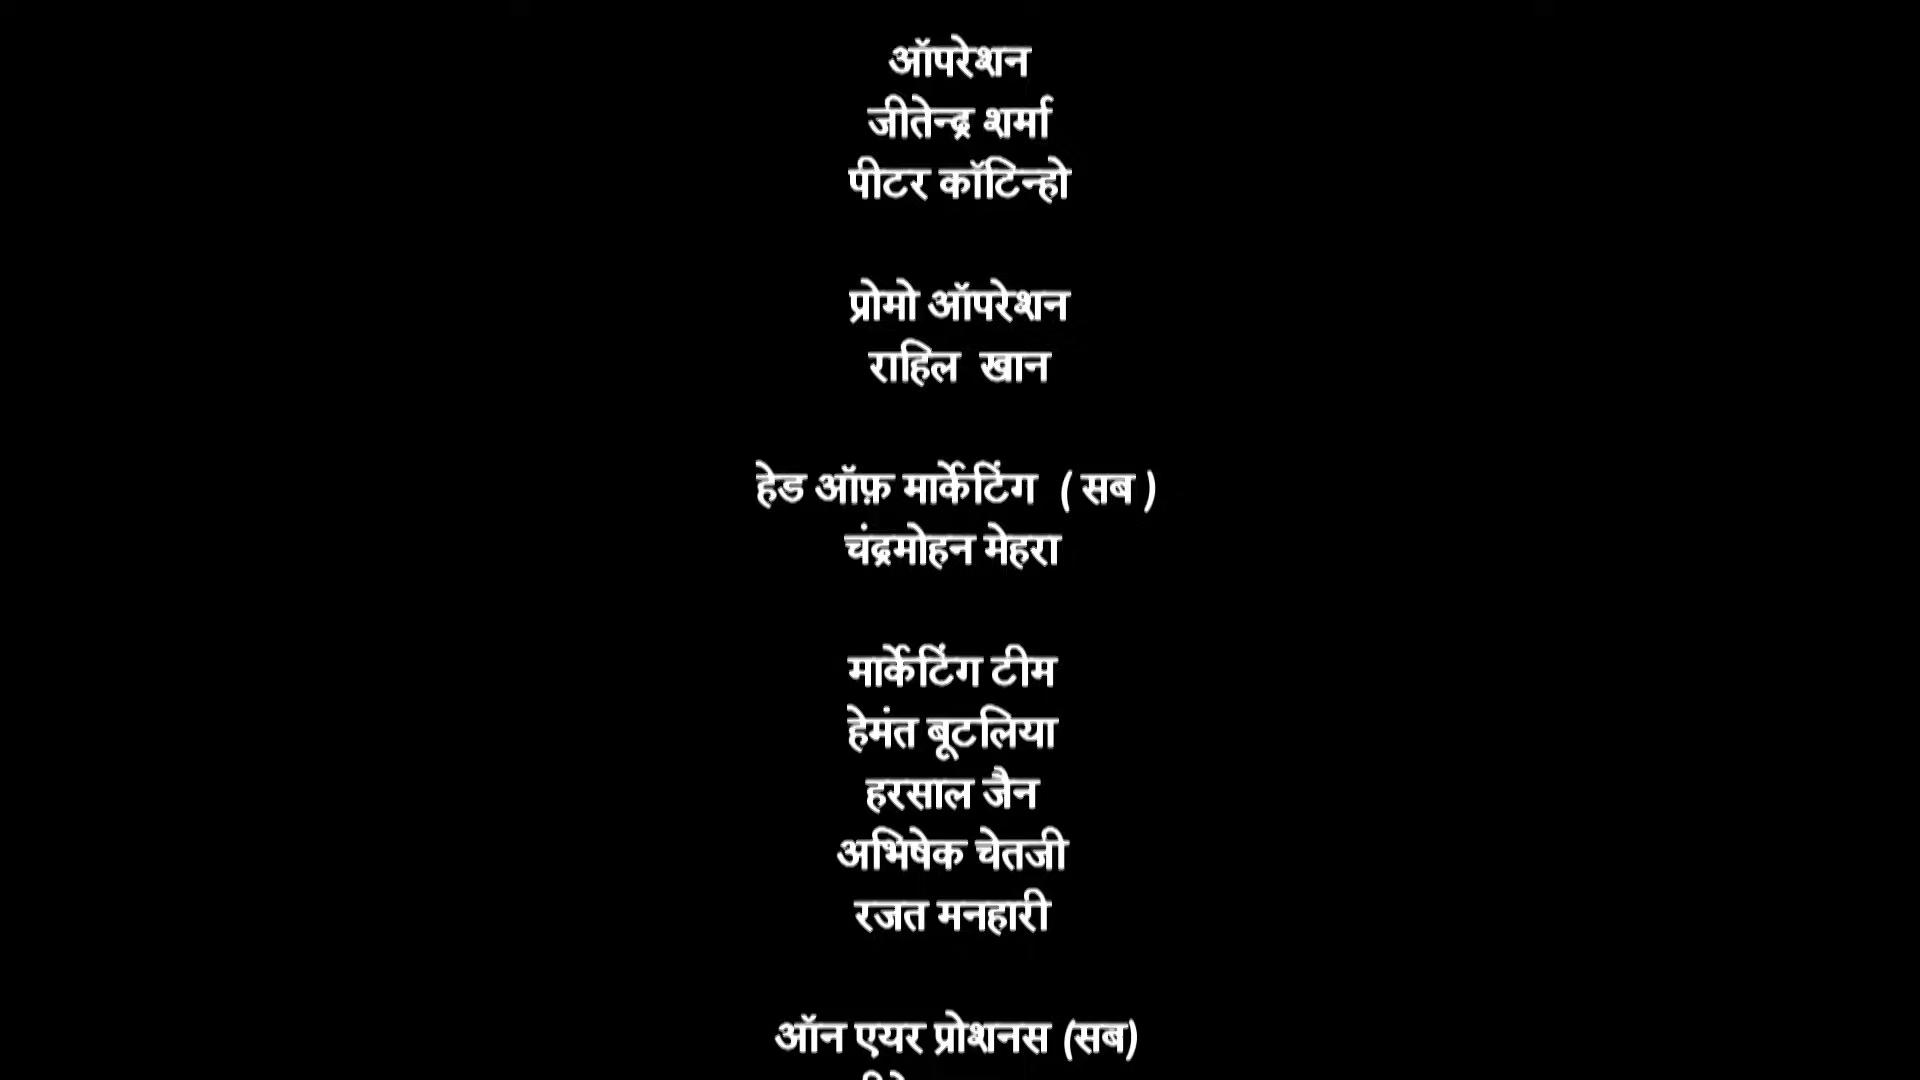 ऑपरेशन
जीतेन्द्र शर्मा
पीटर कॉटिन्हो
प्रोमो ऑपरेशन
राहिल खान
हेड ऑफ़ मार्केटिंग ( सब )
चंद्रमोहन मेहरा
मार्केटिंग टीम
हेमंत बूटलिया
हरसाल जैन
अभिषेक चेतजी
रजत मनहारी
ऑन एयर प्रोशनस (सब)